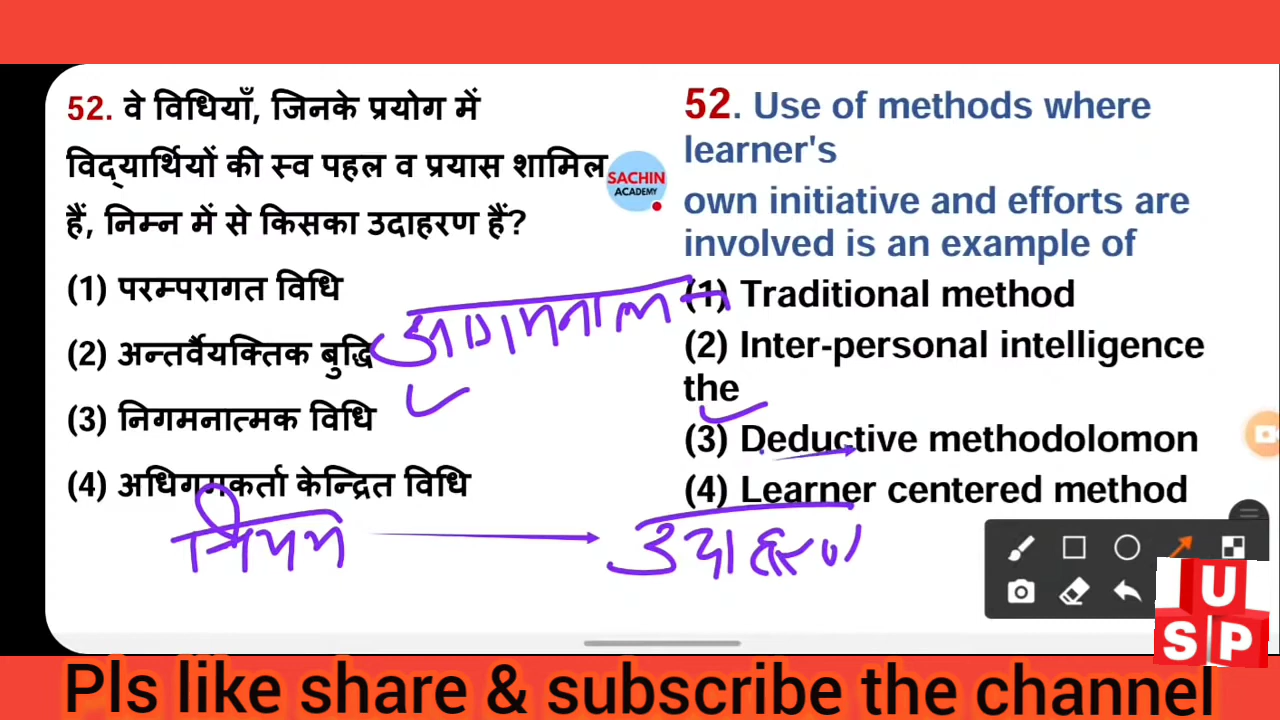 52. वे विधियाँ, जिनके प्रयोग में
विद्यार्थियों की स्व पहल व प्रयास शामिल
हैं, निम्न में से किसका उदाहरण हैं?
(1) परम्परागत विधि
(2) अन्तर्वैयक्तिक बुद्धि
(3) निगमनात्मक विधि
(4) अधिगमकर्ता केन्द्रित विधि
SACHIN
ACADEMY
52. Use of methods where
learner's
own initiative and efforts are
involved is an example of
(1) Traditional method
(2) Inter-personal intelligence
the
(3) Deductive methodolomon
(4) Learner centered method
नियम
उदाहरण
U
SP
Pls like share & subscribe the channel